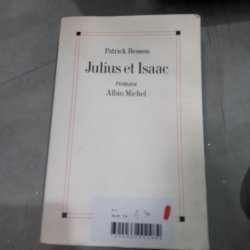 Patrick Besson
Julius et Isaac
roman
Albin Michel